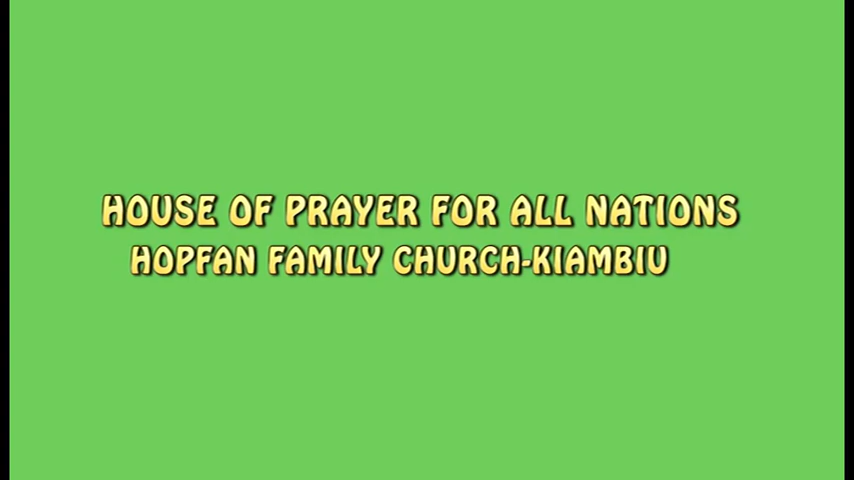 HOUSE OF PRAYER FOR ALL NATIONS
HOPFAN FAMILY CHURCH-KIAMBIU